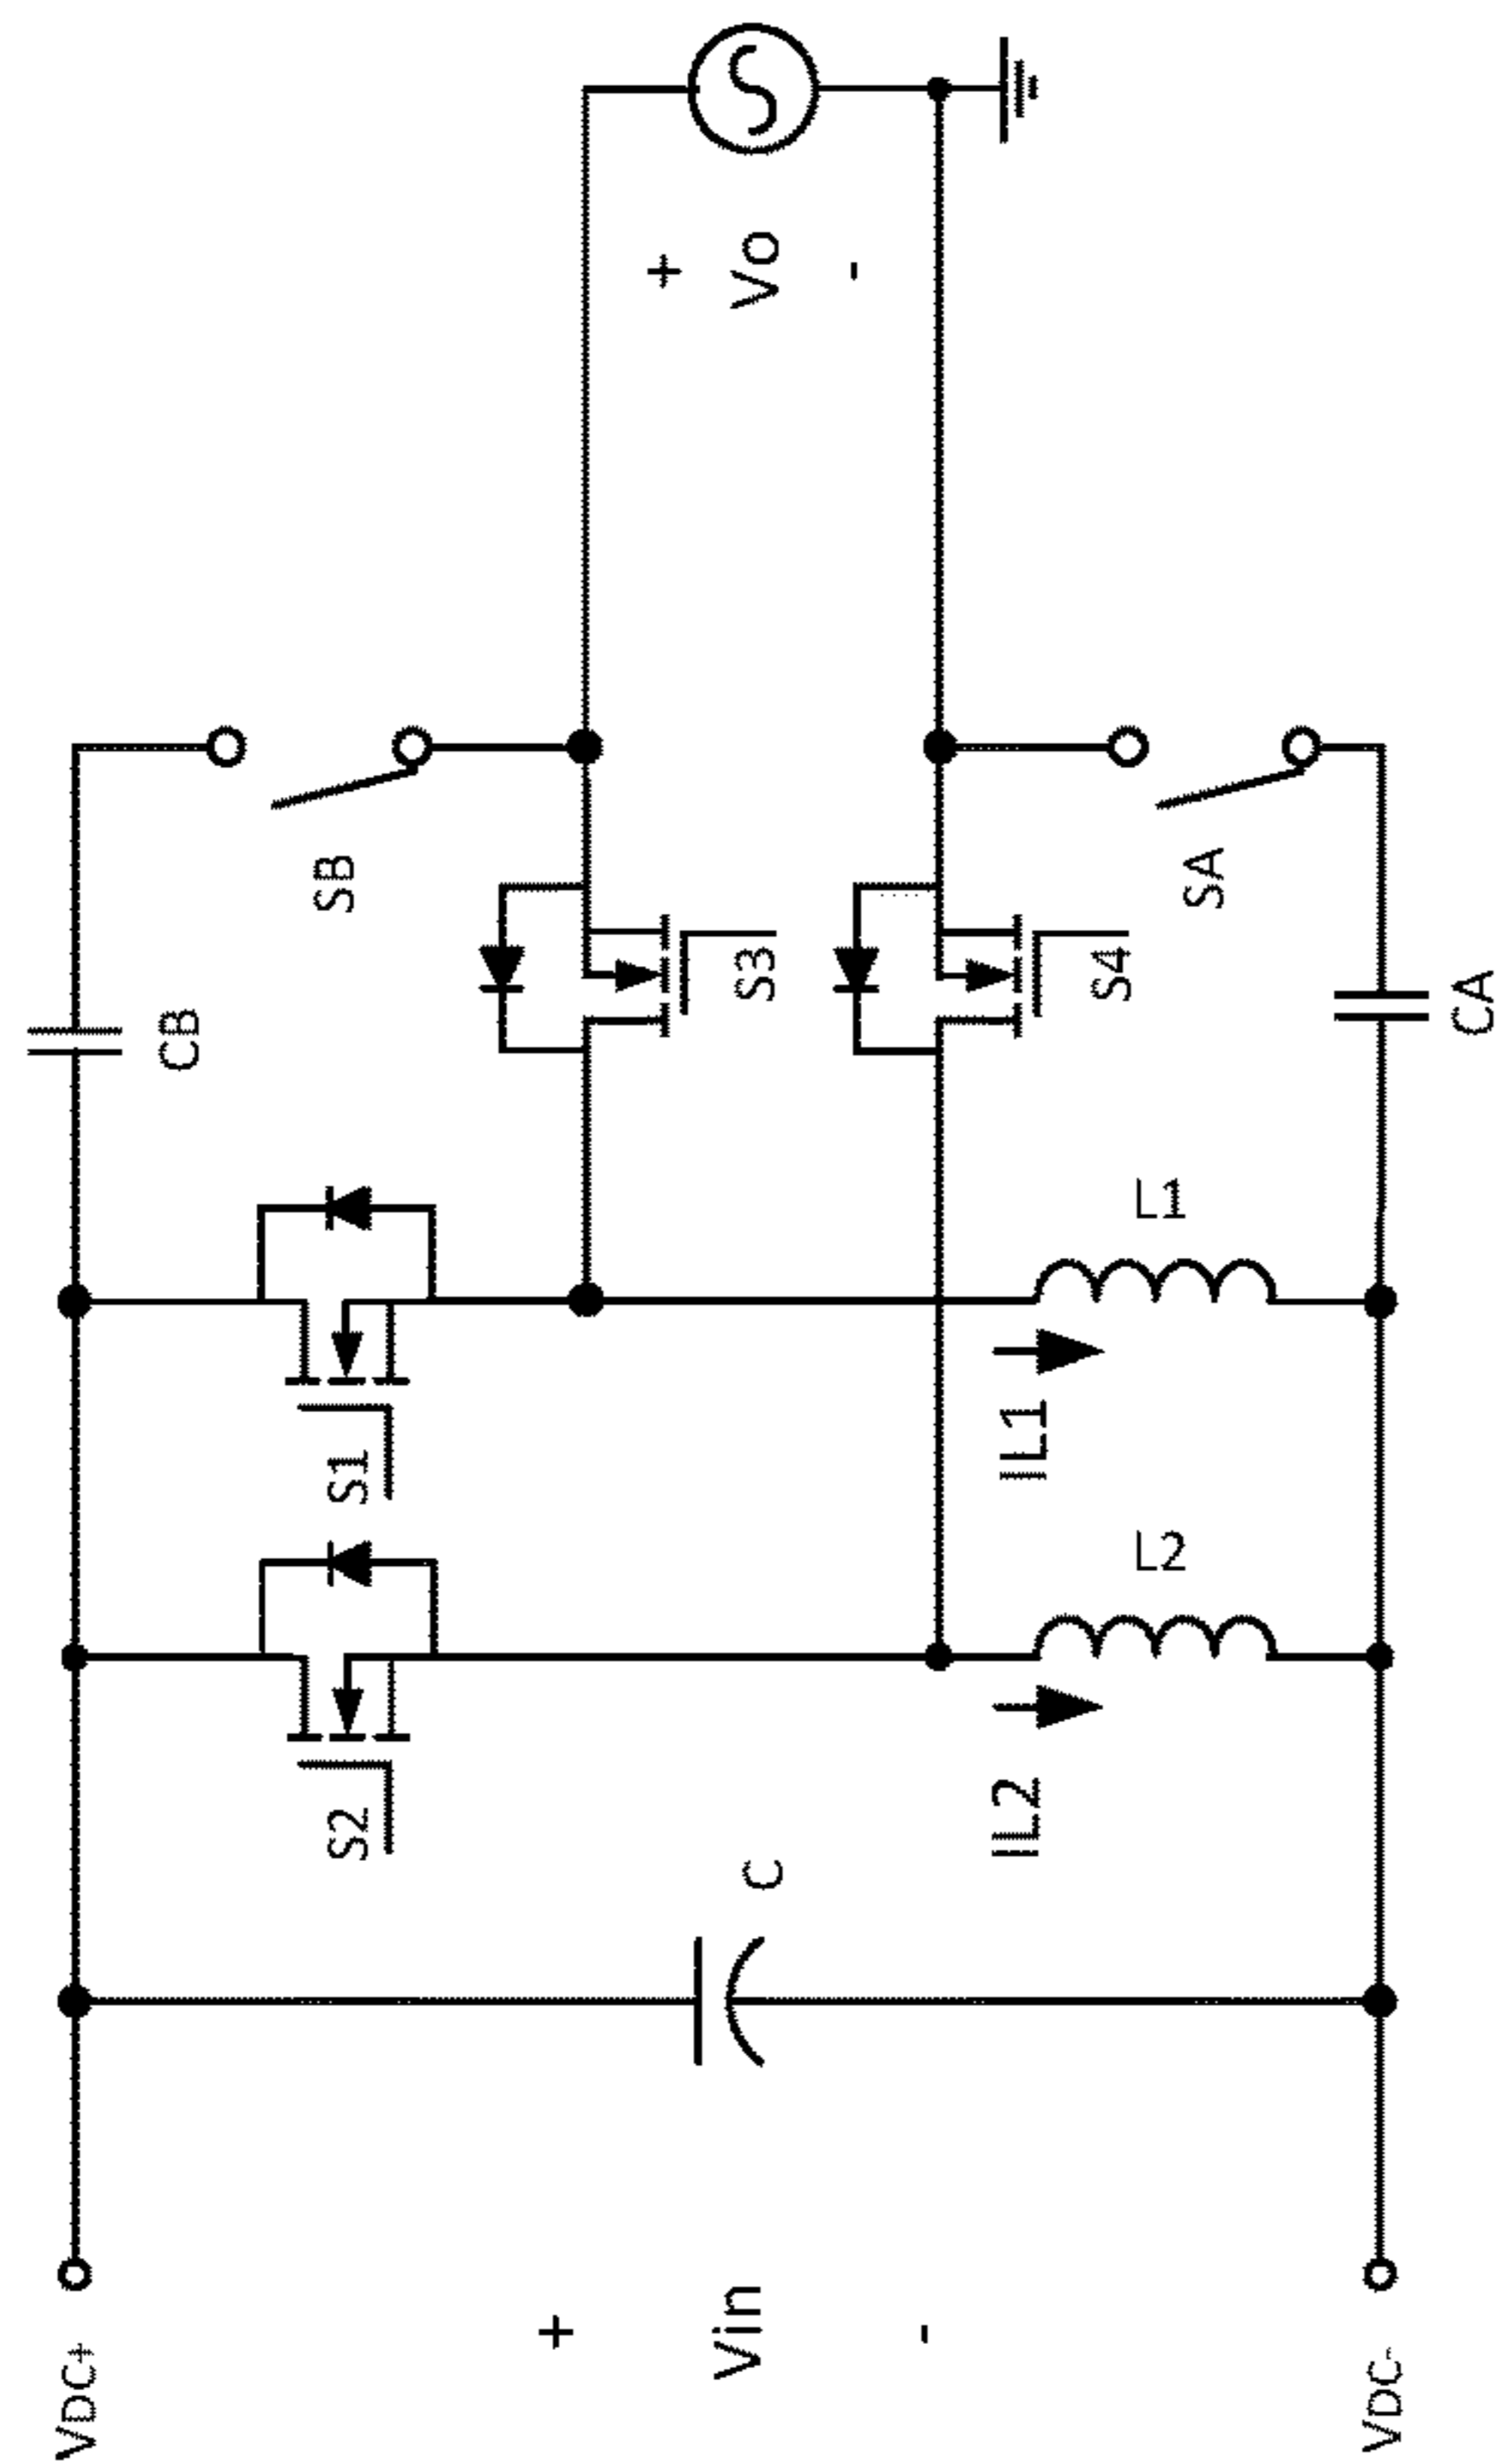 VDC+
+
Vin
-
VDC-
C
S2
IL2
L2
S1
IL1
L1
CB
CA
S3
S4
SB
SA
+
Vo
-